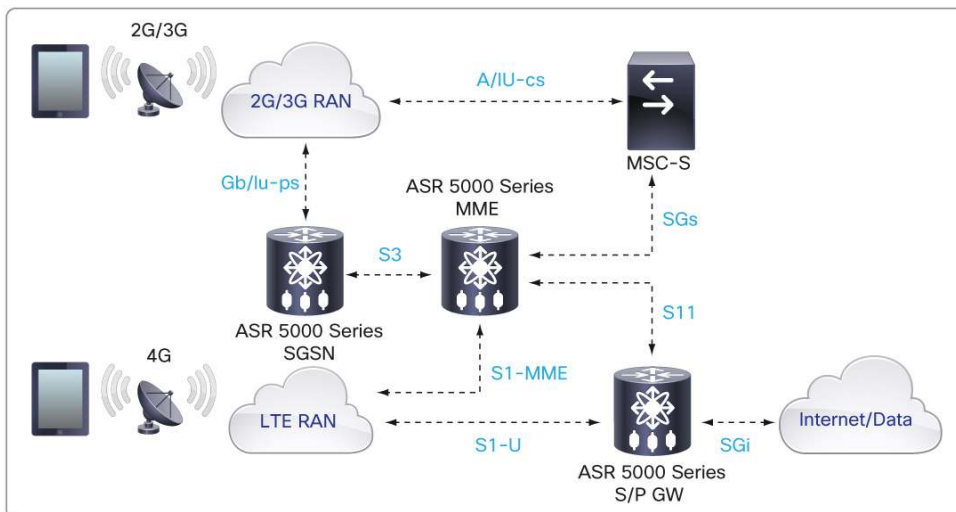 2G/3G
2G/3G RAN
A/IU-cs
MSC-S
Gb/Iu-ps
ASR 5000 Series
MME
SGs
S3
ASR 5000 Series
SGSN
S11
4G
S1-MME
LTE RAN
S1-U
ASR 5000 Series
S/P GW
SGi
Internet/Data